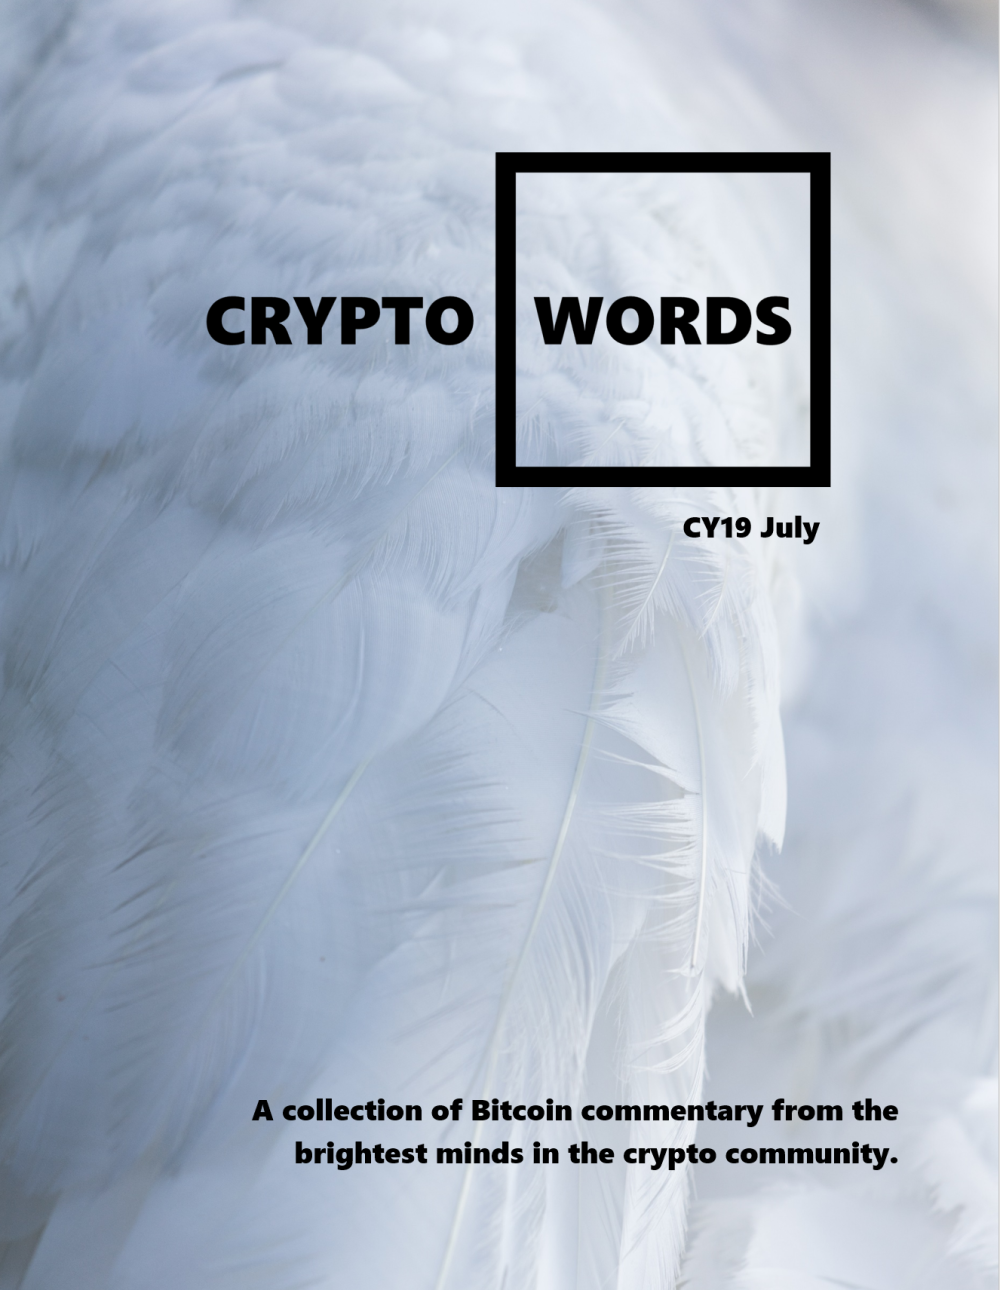 CRYPTO WORDS
CY19 July
A collection of Bitcoin commentary from the
brightest minds in the crypto community.